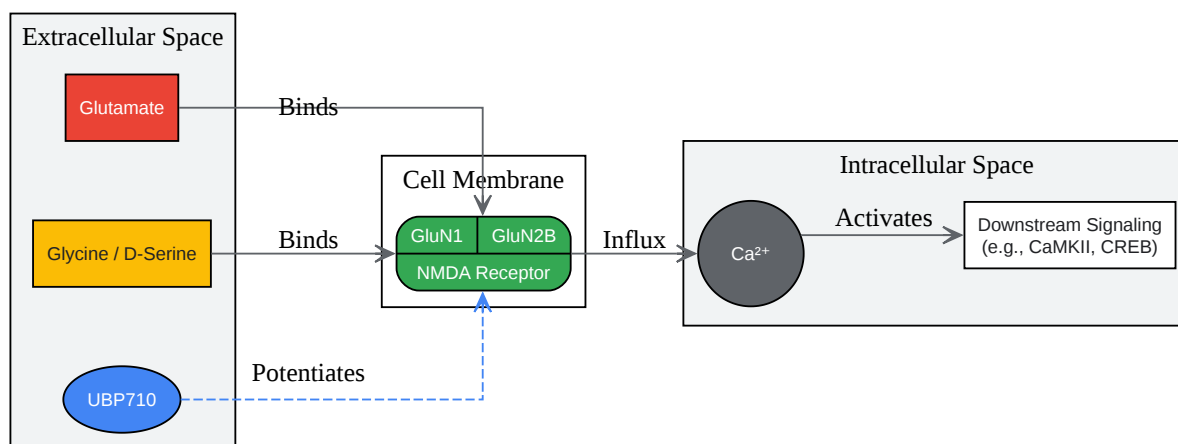 Extracellular Space
Glutamate
Binds
Cell Membrane
Intracellular Space
GluN1
GluN2B
NMDA Receptor
Glycine / D-Serine
Binds
Influx
Ca²⁺
Activates
Downstream Signaling
(e.g., CaMKII, CREB)
UBP710
Potentiates